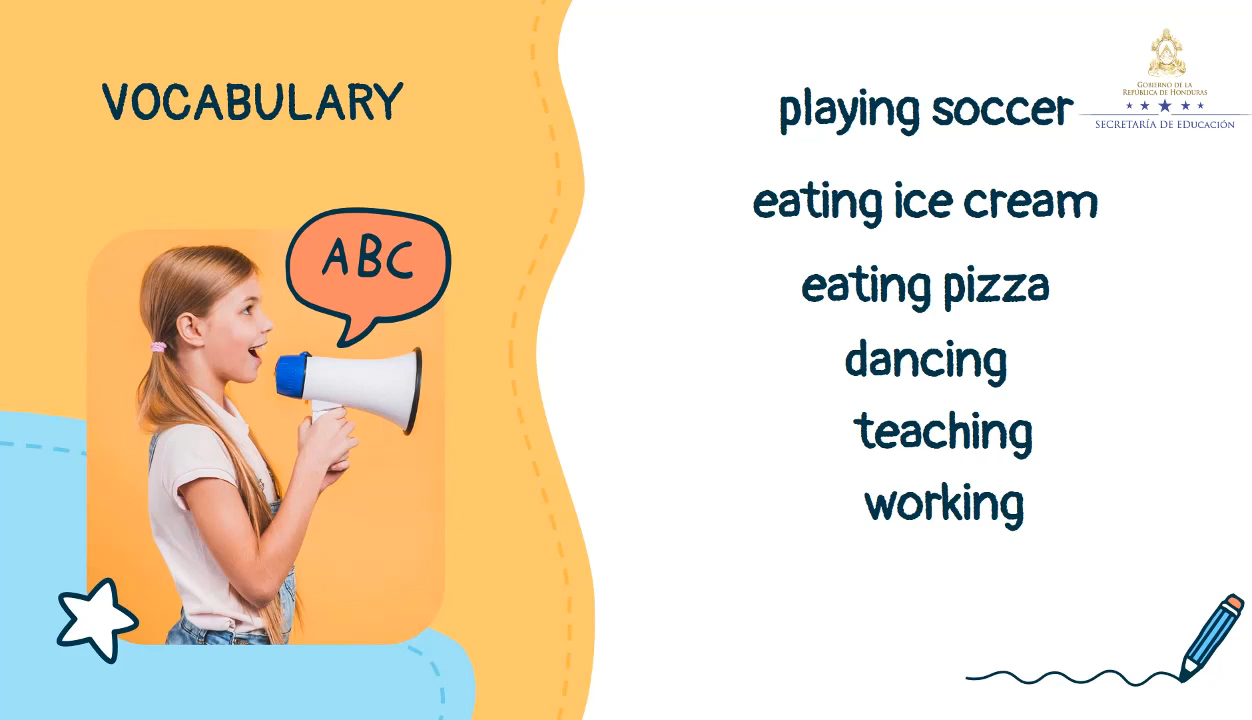 VOCABULARY
ABC
playing soccer
eating ice cream
eating pizza
dancing
teaching
working
GOBIERNO DE LA
REPÚBLICA DE HONDURAS
SECRETARÍA DE EDUCACIÓN